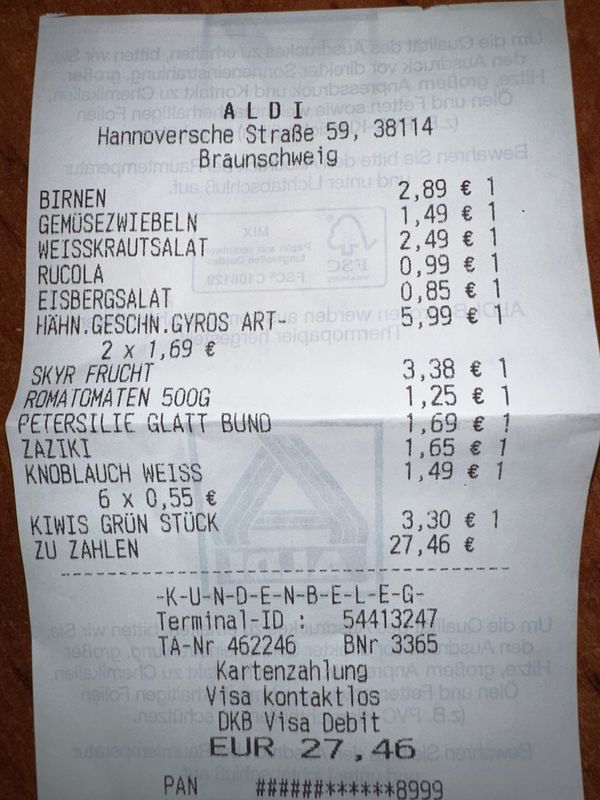 A L D I
Hannoversche Straße 59, 38114
Braunschweig
BIRNEN 2,89 € 1
GEMÜSEZWIEBELN 1,49 € 1
WEISSKRAUTSALAT 2,49 € 1
RUCOLA 0,99 € 1
EISBERGSALAT 0,85 € 1
HÄHN.GESCHN.GYROS ART- 5,99 € 1
2 x 1,69 €
SKYR FRUCHT 3,38 € 1
ROMATOMATEN 500G 1,25 € 1
PETERSILIE GLATT BUND 1,69 € 1
ZAZIKI 1,65 € 1
KNOBLAUCH WEISS 1,49 € 1
6 x 0,55 €
KIWIS GRÜN STÜCK 3,30 € 1
ZU ZAHLEN 27,46 €
-K-U-N-D-E-N-B-E-L-E-G-
Terminal-ID : 54413247
TA-Nr 462246 BNr 3365
Kartenzahlung
Visa kontaktlos
DKB Visa Debit
EUR 27,46
PAN ######******8999